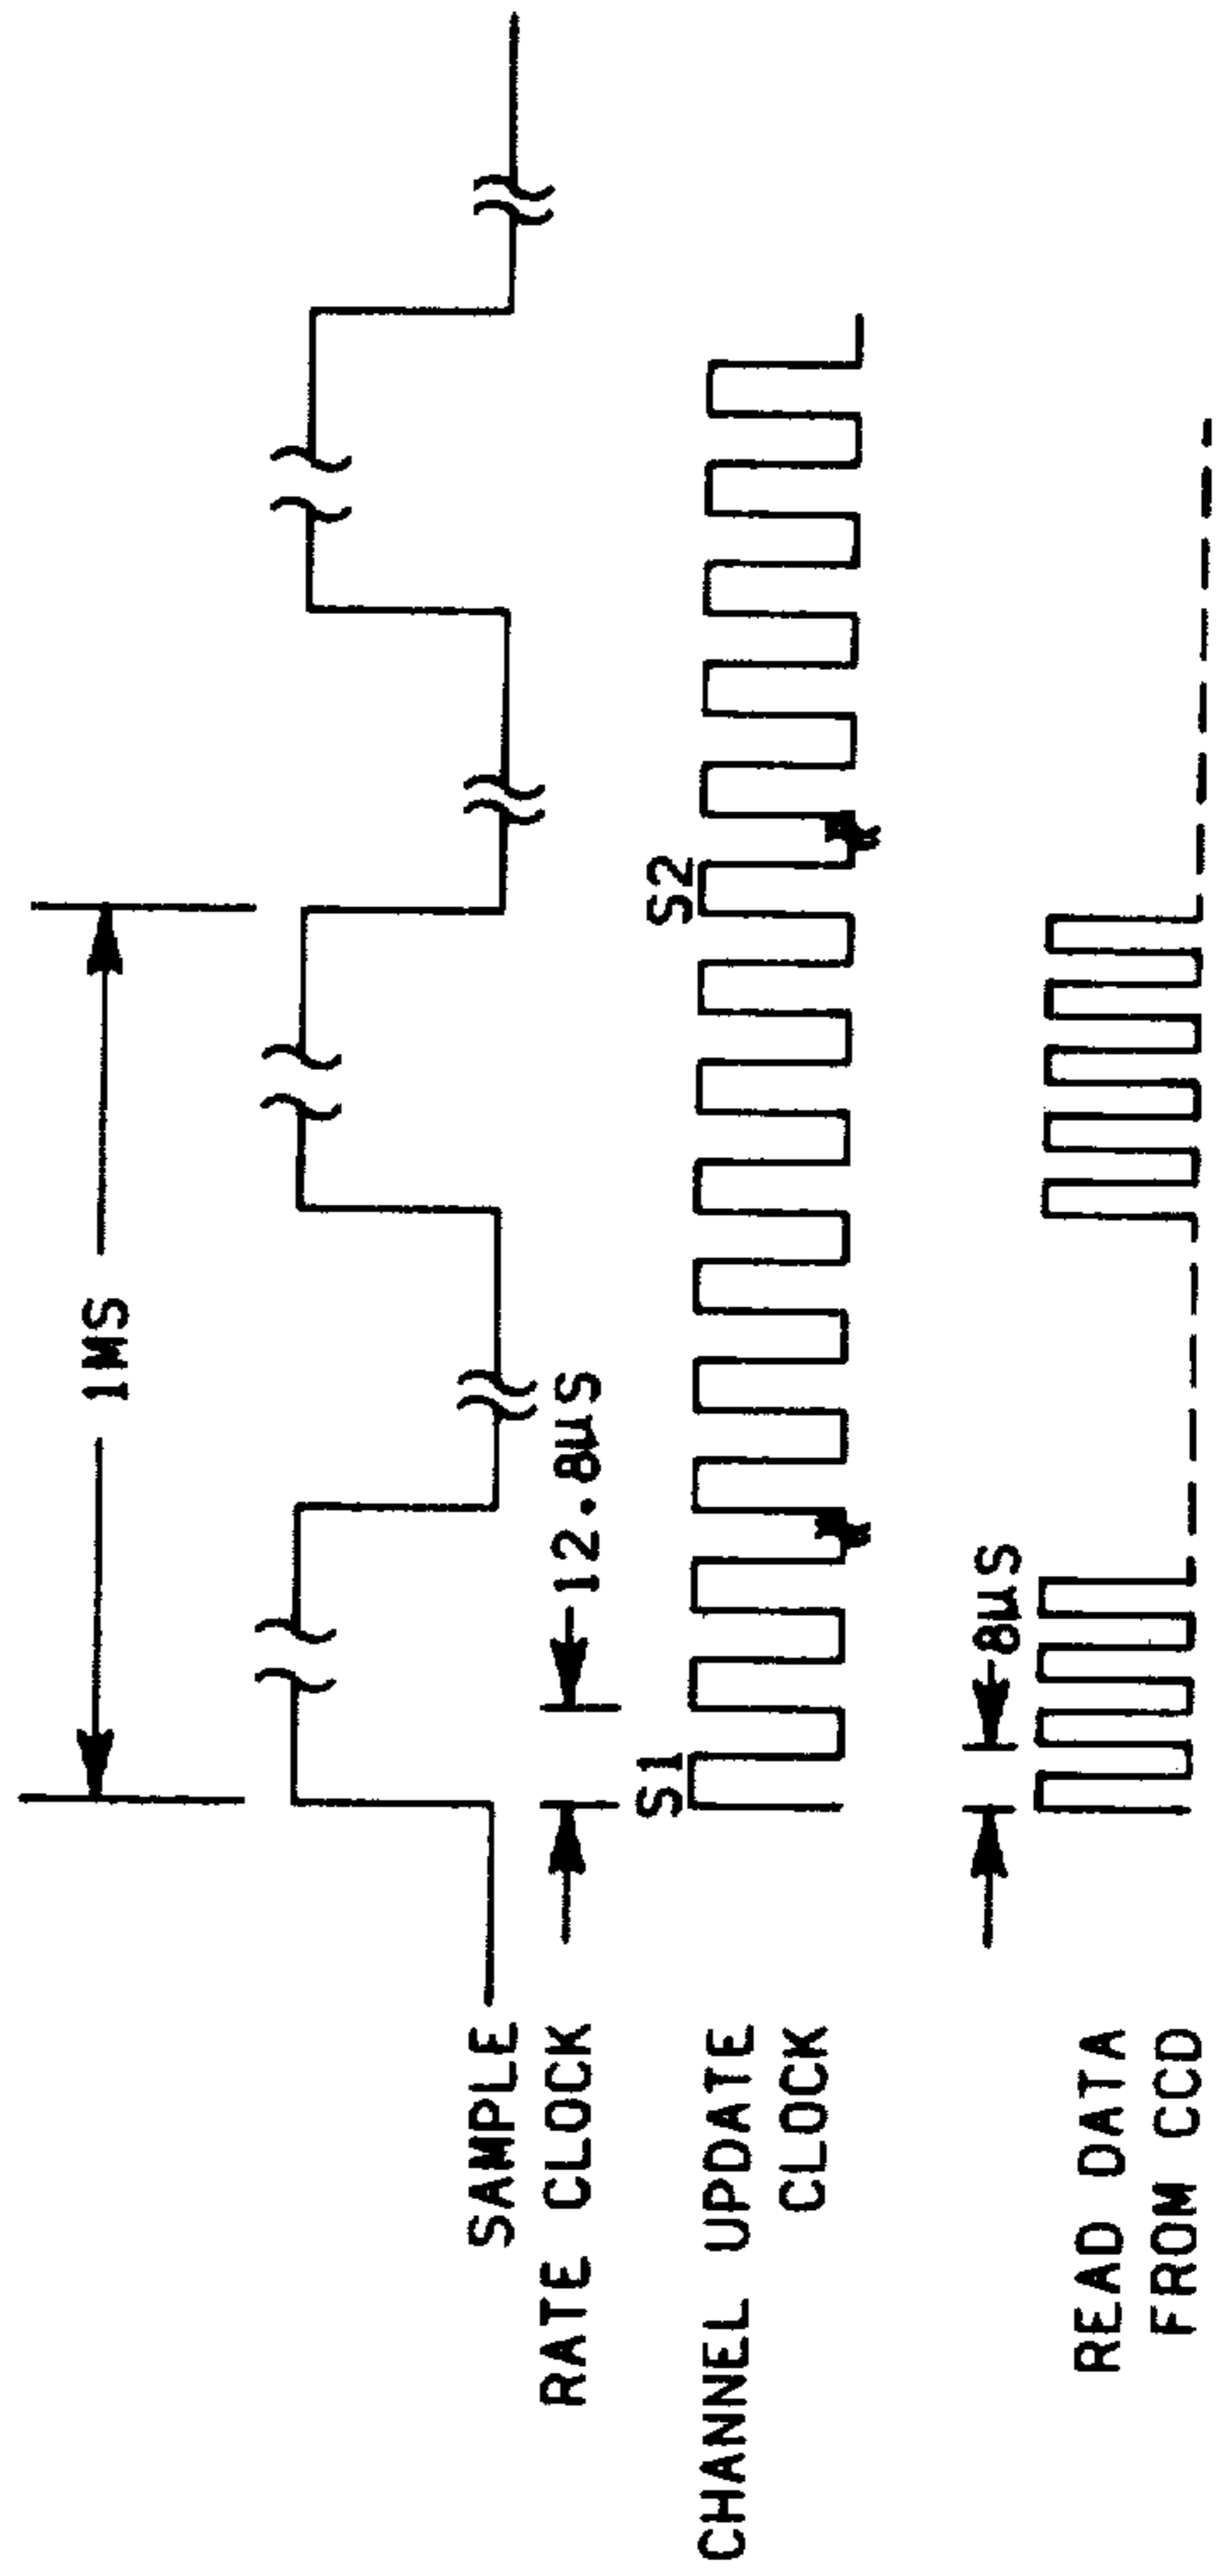 1MS
SAMPLE
RATE CLOCK
12.8µS
S1
S2
CHANNEL UPDATE
CLOCK
8µS
READ DATA
FROM CCD